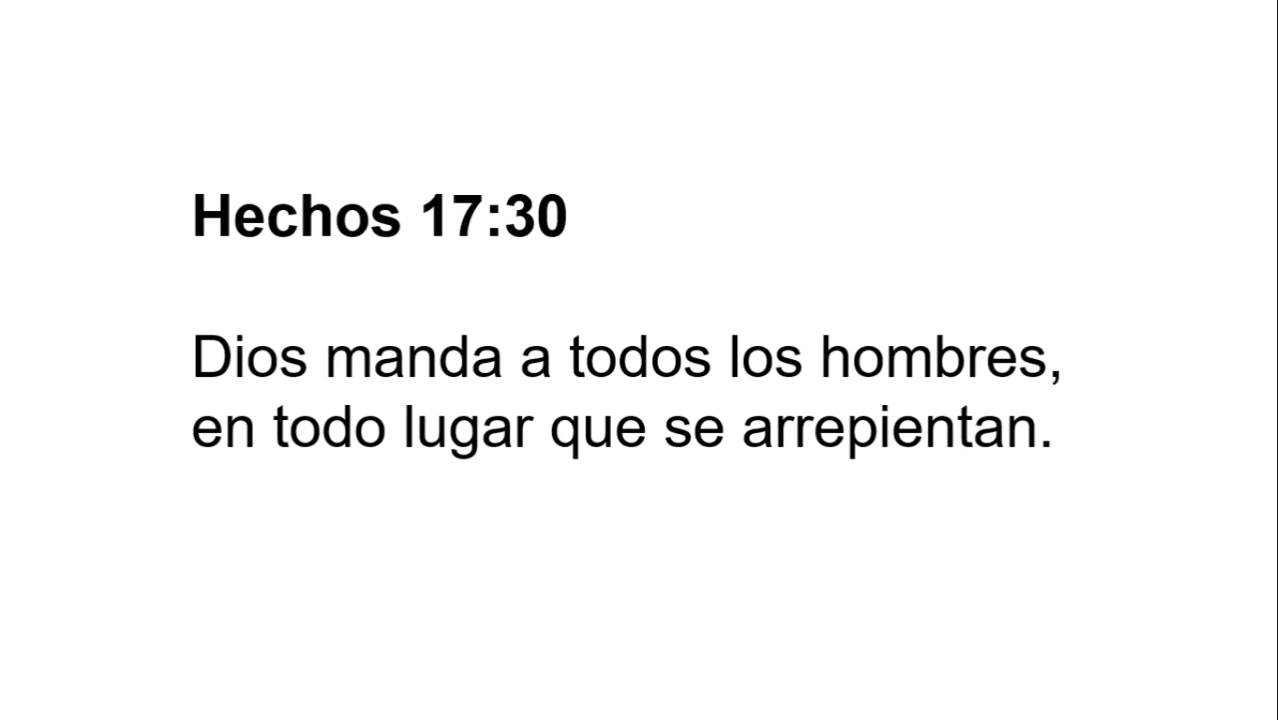 Hechos 17:30
Dios manda a todos los hombres,
en todo lugar que se arrepientan.